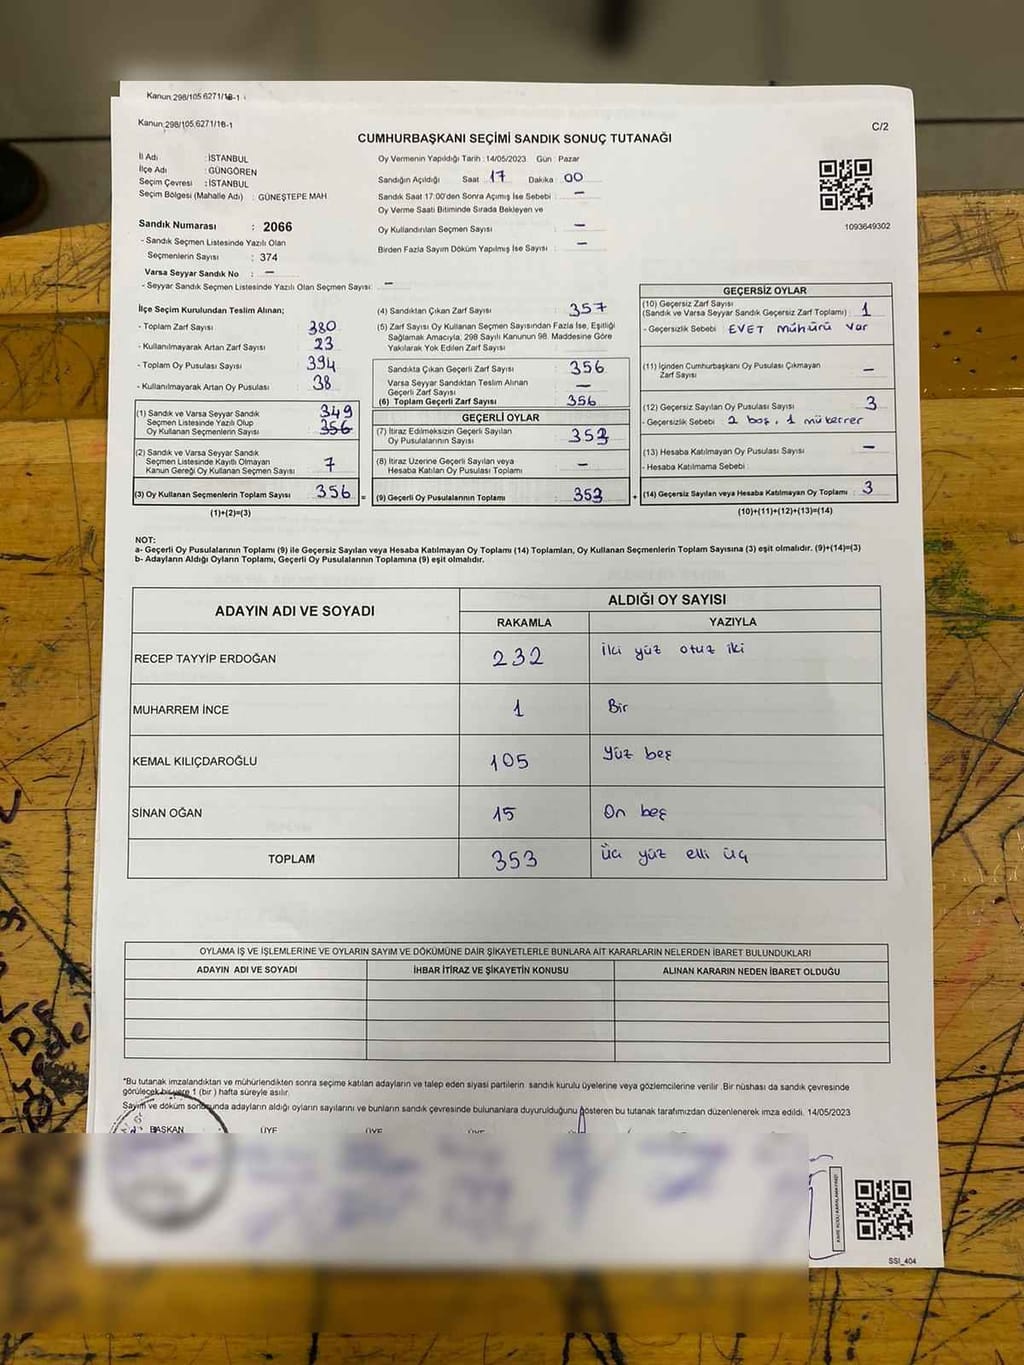 Kanun:298/105.6271/18-1
Kanun:298/105.6271/18-1
C/2
CUMHURBAŞKANI SEÇİMİ SANDIK SONUÇ TUTANAĞI
İl Adı : İSTANBUL
İlçe Adı : GÜNGÖREN
Seçim Çevresi : İSTANBUL
Seçim Bölgesi (Mahalle Adı) : GÜNEŞTEPE MAH
Sandık Numarası : 2066
- Sandık Seçmen Listesinde Yazılı Olan
Seçmenlerin Sayısı : 374
Varsa Seyyar Sandık No : –
- Seyyar Sandık Seçmen Listesinde Yazılı Olan Seçmen Sayısı: –
Oy Vermenin Yapıldığı Tarih : 14/05/2023 Gün : Pazar
Sandığın Açıldığı Saat 17 Dakika 00
Sandık Saat 17:00'den Sonra Açımış İse Sebebi : –
Oy Verme Saati Bitiminde Sırada Bekleyen ve
Oy Kullandırılan Seçmen Sayısı : –
Birden Fazla Sayım Döküm Yapılmış İse Sayısı : –
1093649302
İlçe Seçim Kurulundan Teslim Alınan;
- Toplam Zarf Sayısı : 380
- Kullanılmayarak Artan Zarf Sayısı : 23
- Toplam Oy Pusulası Sayısı : 394
- Kullanılmayarak Artan Oy Pusulası : 38
(1) Sandık ve Varsa Seyyar Sandık 349
Seçmen Listesinde Yazılı Olup
Oy Kullanan Seçmenlerin Sayısı : 356
(2) Sandık ve Varsa Seyyar Sandık
Seçmen Listesinde Kayıtlı Olmayan
Kanun Gereği Oy Kullanan Seçmen Sayısı : 7
(3) Oy Kullanan Seçmenlerin Toplam Sayısı : 356 =
(1)+(2)=(3)
(4) Sandıktan Çıkan Zarf Sayısı : 357
(5) Zarf Sayısı Oy Kullanan Seçmen Sayısından Fazla İse, Eşitliği
Sağlamak Amacıyla, 298 Sayılı Kanunun 98. Maddesine Göre
Yakılarak Yok Edilen Zarf Sayısı :
Sandıkta Çıkan Geçerli Zarf Sayısı : 356
Varsa Seyyar Sandıktan Teslim Alınan
Geçerli Zarf Sayısı : –
(6) Toplam Geçerli Zarf Sayısı : 356
GEÇERLİ OYLAR
(7) İtiraz Edilmeksizin Geçerli Sayılan
Oy Pusulalarının Sayısı : 353
(8) İtiraz Üzerine Geçerli Sayılan veya
Hesaba Katılan Oy Pusulası Toplamı : –
(9) Geçerli Oy Pusulalarının Toplamı : 353 +
GEÇERSİZ OYLAR
(10) Geçersiz Zarf Sayısı
(Sandık ve Varsa Seyyar Sandık Geçersiz Zarf Toplamı) : 1
- Geçersizlik Sebebi : EVET MÜHÜRÜ var
(11) İçinden Cumhurbaşkanı Oy Pusulası Çıkmayan
Zarf Sayısı : –
(12) Geçersiz Sayılan Oy Pusulası Sayısı : 3
- Geçersizlik Sebebi : 2 boş, 1 mükerrer
(13) Hesaba Katılmayan Oy Pusulası Sayısı : –
- Hesaba Katılmama Sebebi :
(14) Geçersiz Sayılan veya Hesaba Katılmayan Oy Toplamı : 3
(10)+(11)+(12)+(13)=(14)
NOT:
a- Geçerli Oy Pusulalarının Toplamı (9) ile Geçersiz Sayılan veya Hesaba Katılmayan Oy Toplamı (14) Toplamları, Oy Kullanan Seçmenlerin Toplam Sayısına (3) eşit olmalıdır. (9)+(14)=(3)
b- Adayların Aldığı Oyların Toplamı, Geçerli Oy Pusulalarının Toplamına (9) eşit olmalıdır.
ADAYIN ADI VE SOYADI ALDIĞI OY SAYISI
RAKAMLA YAZIYLA
RECEP TAYYİP ERDOĞAN 232 İki yüz otuz iki
MUHARREM İNCE 1 Bir
KEMAL KILIÇDAROĞLU 105 Yüz beş
SİNAN OĞAN 15 On beş
TOPLAM 353 Üç yüz elli üç
OYLAMA İŞ VE İŞLEMLERİNE VE OYLARIN SAYIM VE DÖKÜMÜNE DAİR ŞİKAYETLERLE BUNLARA AİT KARARLARIN NELERDEN İBARET BULUNDUKLARI
ADAYIN ADI VE SOYADI İHBAR İTİRAZ VE ŞİKAYETİN KONUSU ALINAN KARARIN NEDEN İBARET OLDUĞU
*Bu tutanak imzalandıktan ve mühürlendikten sonra seçime katılan adayların ve talep eden siyasi partilerin sandık kurulu üyelerine veya gözlemcilerine verilir. Bir nüshası da sandık çevresinde
görülecek bir yere 1 (bir) hafta süreyle asılır.
Sayım ve döküm sonucunda adayların aldığı oyların sayılarını ve bunların sandık çevresinde bulunanlara duyurulduğunu gösteren bu tutanak tarafımızdan düzenlenerek imza edildi. 14/05/2023
BAŞKAN ÜYE ÜYE ÜYE
SSI_404